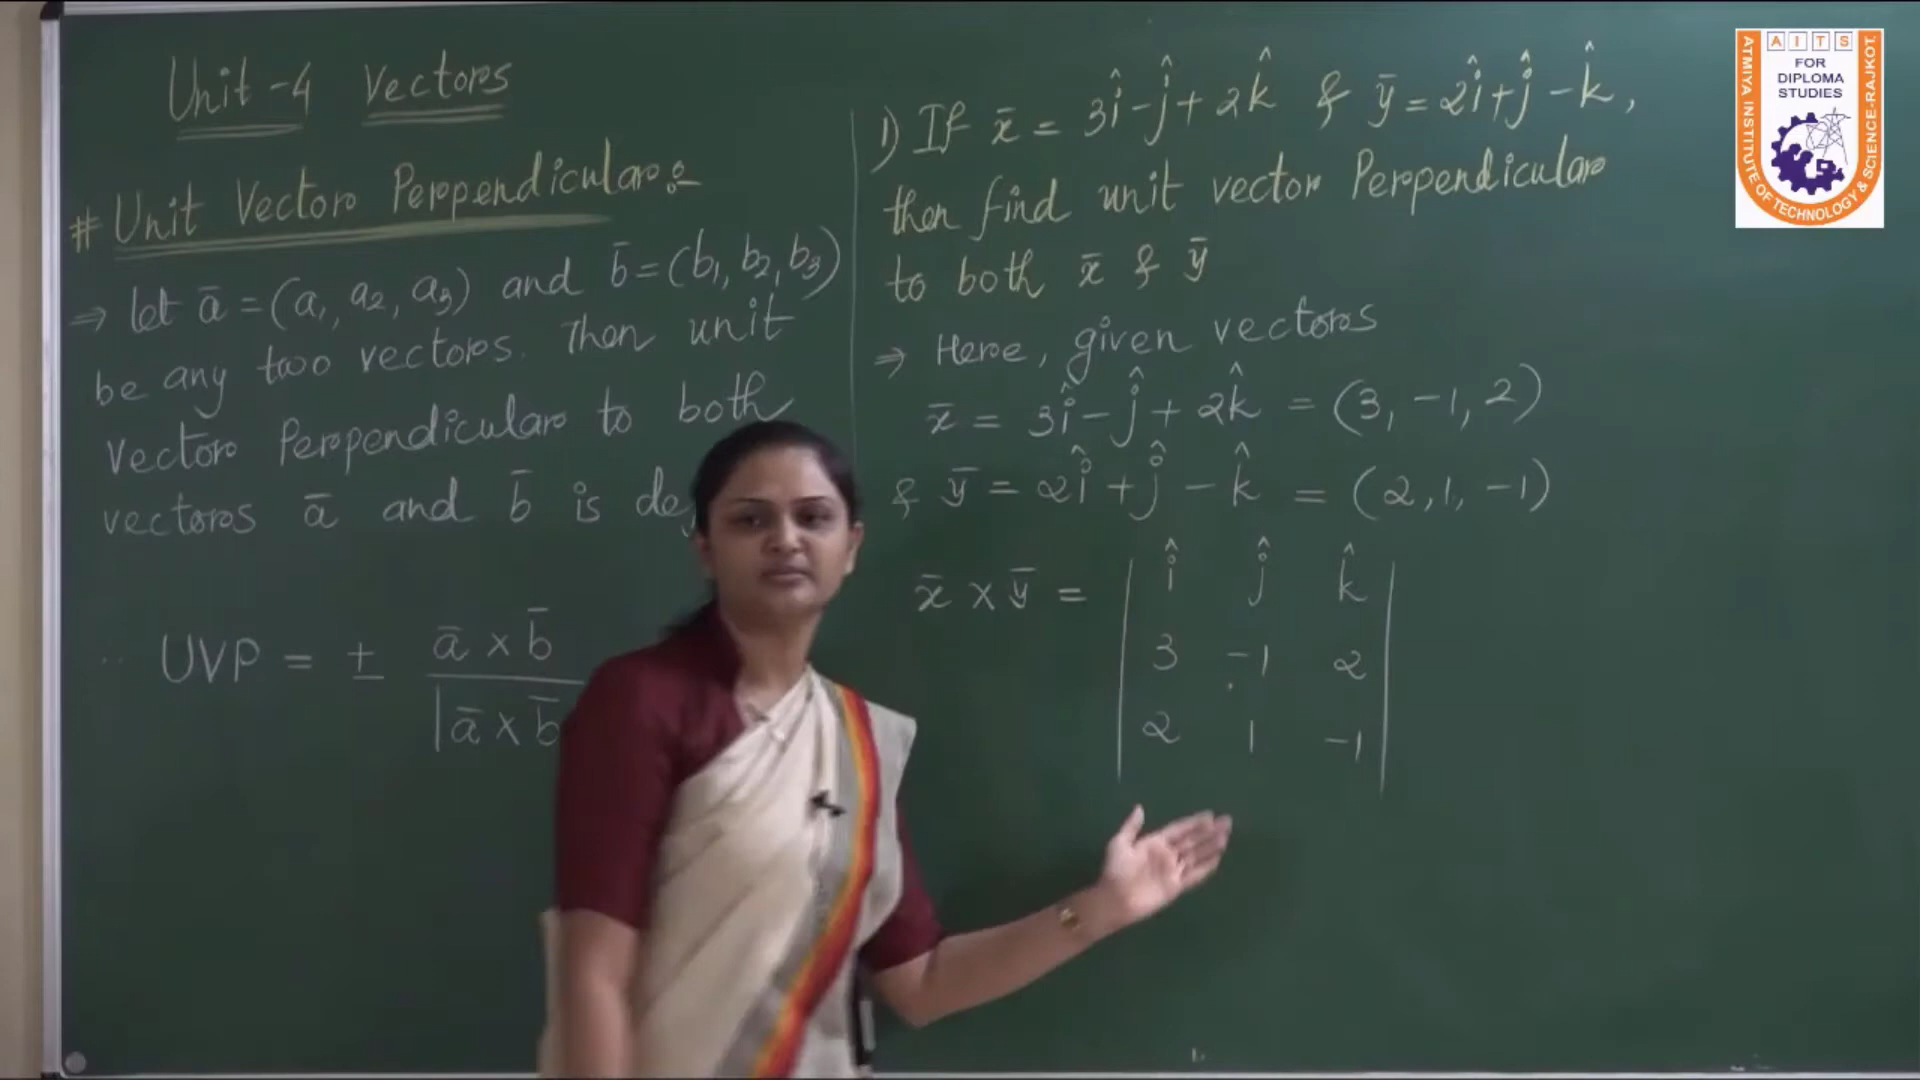 Unit-4 Vectors
# Unit Vector Perpendicular:-
⇒ let a̅ = (a₁, a₂, a₃) and b̅ = (b₁, b₂, b₃)
be any two vectors. Then unit
vector Perpendicular to both
vectors a̅ and b̅ is
UVP = ± a̅ × b̅
|a̅ × b̅
1) If x̅ = 3î - ĵ + 2k̂ & y̅ = 2î + ĵ - k̂,
then find unit vector Perpendicular
to both x̅ & y̅
⇒ Here, given vectors
x̅ = 3î - ĵ + 2k̂ = (3, -1, 2)
& y̅ = 2î + ĵ - k̂ = (2, 1, -1)
x̅ × y̅ = | î ĵ k̂ |
3 -1 2
2 1 -1
AITS
FOR
DIPLOMA
STUDIES
ATMIYA INSTITUTE OF TECHNOLOGY & SCIENCE-RAJKOT.